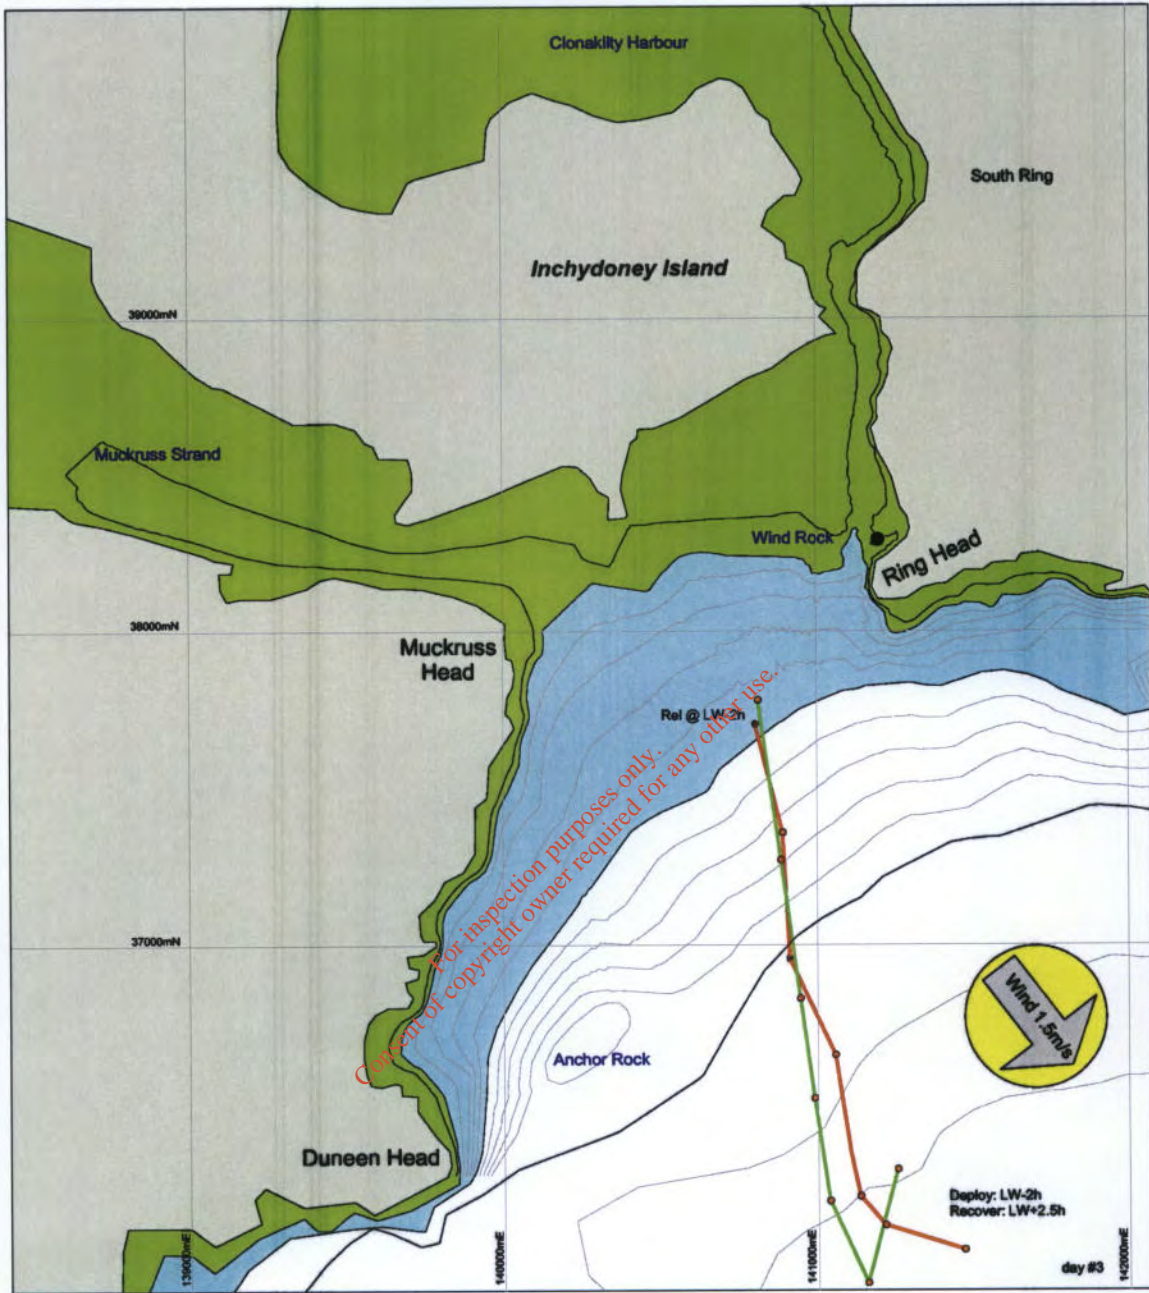 Clonakilty Harbour
South Ring
Inchydoney Island
39000mN
Muckruss Strand
Wind Rock
Ring Head
38000mN
Muckruss
Head
Rel @ LW-2h
For inspection purposes only.
Consent of copyright owner required for any other use.
37000mN
Wind 1.5m/s
Anchor Rock
Duneen Head
Deploy: LW-2h
Recover: LW+2.5h
139000mE
140000mE
141000mE
142000mE
day #3